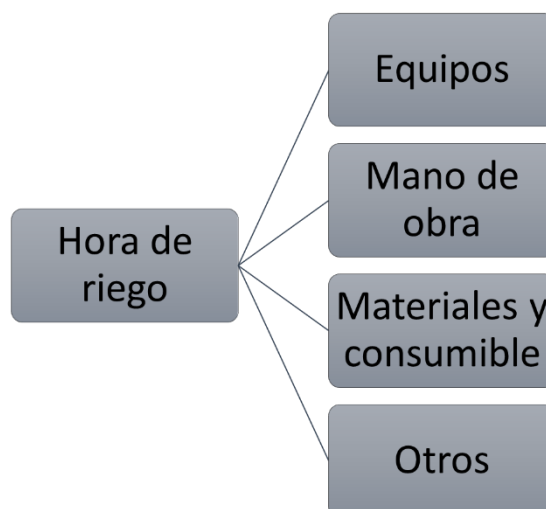 Hora de
riego
Equipos
Mano de
obra
Materiales y
consumible
Otros